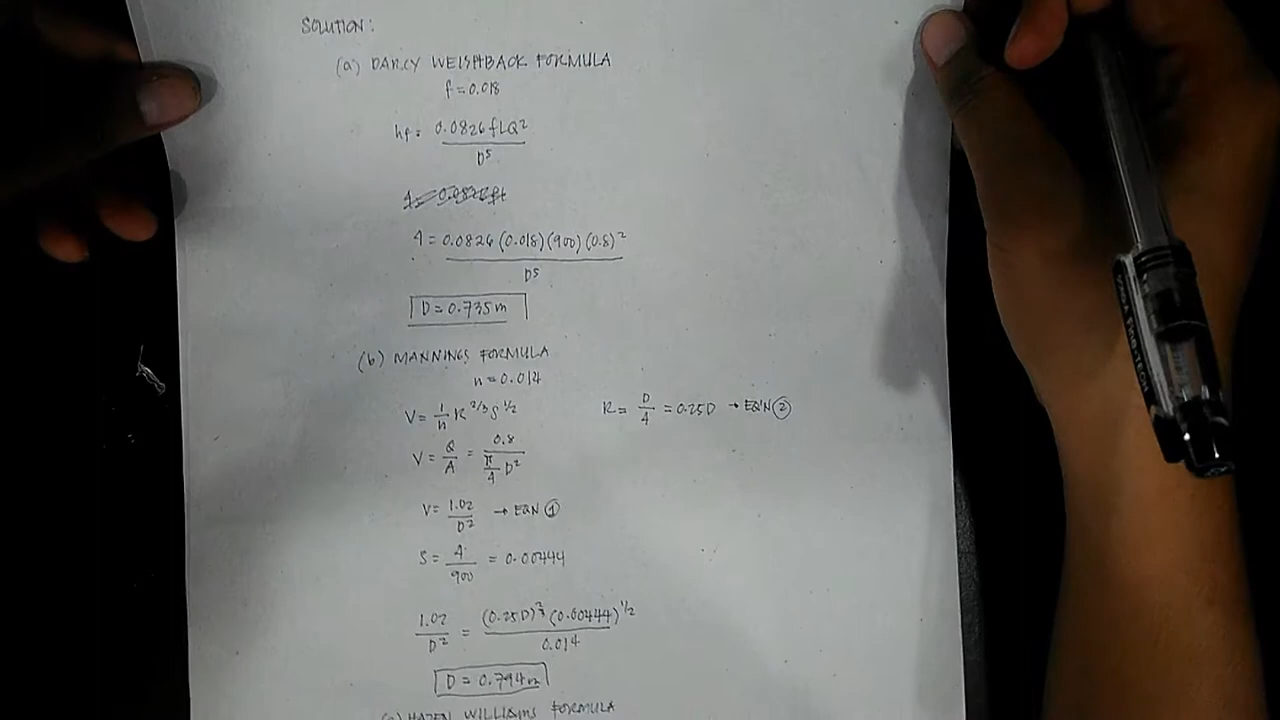 SOLUTION:
(a) DARCY WEISHBACK FORMULA
f = 0.018
hf = 0.0826 f L Q² / D⁵
4 = 0.0826 (0.018) (900) (0.8)² / D⁵
D = 0.735 m
(b) MANNINGS FORMULA
n = 0.014
V = 1/n R^2/3 S^1/2
R = D/4 = 0.25D → EQ'N ②
V = Q/A = 0.8 / π/4 D²
V = 1.02/D² → EQN ①
S = 4/900 = 0.00444
1.02/D² = (0.25D)^2/3 (0.00444)^1/2 / 0.014
D = 0.794 m
(c) HAZEN WILLIAMS FORMULA